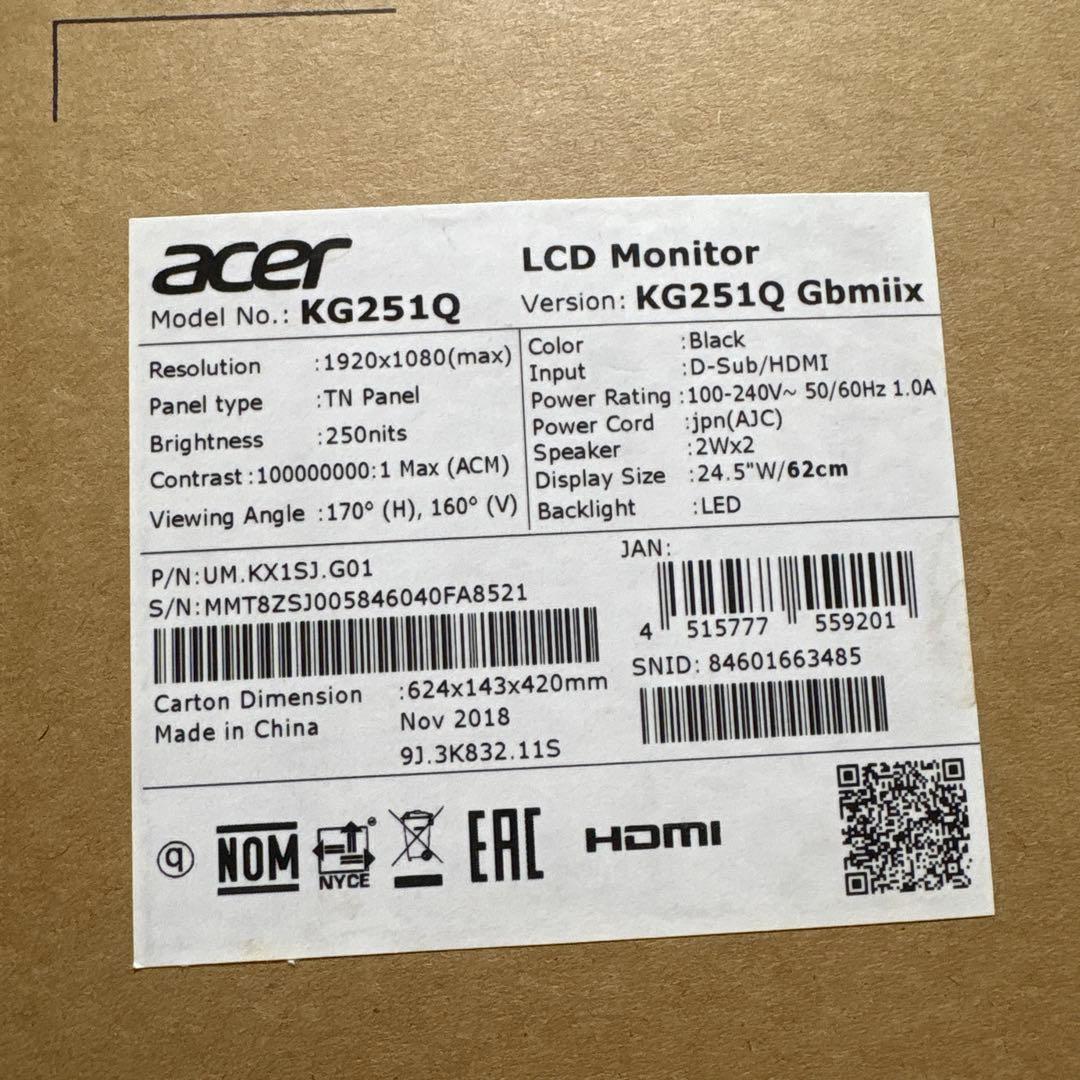 acer
LCD Monitor
Model No.: KG251Q
Version: KG251Q Gbmiix
Resolution :1920x1080(max)
Panel type :TN Panel
Brightness :250nits
Contrast :100000000:1 Max (ACM)
Viewing Angle :170° (H), 160° (V)
Color :Black
Input :D-Sub/HDMI
Power Rating :100-240V~ 50/60Hz 1.0A
Power Cord :jpn(AJC)
Speaker :2Wx2
Display Size :24.5"W/62cm
Backlight :LED
P/N:UM.KX1SJ.G01
S/N:MMT8ZSJ005846040FA8521
Carton Dimension :624x143x420mm
Made in China Nov 2018
9J.3K832.11S
JAN:
4 515777 559201
SNID: 84601663485
q NOM NYCE EAC HDMI